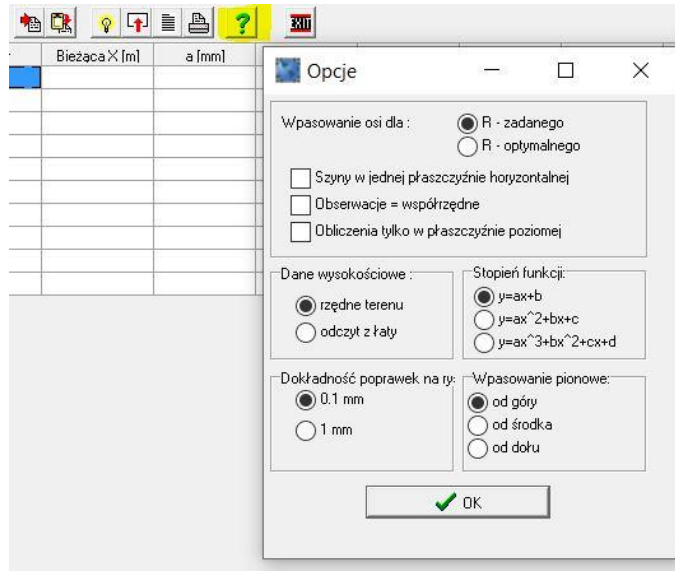 ?
EXIT
Bieżąca X [m] a [mm]
Opcje
Wpasowanie osi dla :
R - zadanego
R - optymalnego
Szyny w jednej płaszczyźnie horyzontalnej
Obserwacje = współrzędne
Obliczenia tylko w płaszczyźnie poziomej
Dane wysokościowe :
rzędne terenu
odczyt z łaty
Stopień funkcji:
y=ax+b
y=ax^2+bx+c
y=ax^3+bx^2+cx+d
Dokładność poprawek na ry:
0.1 mm
1 mm
Wpasowanie pionowe:
od góry
od środka
od dołu
OK